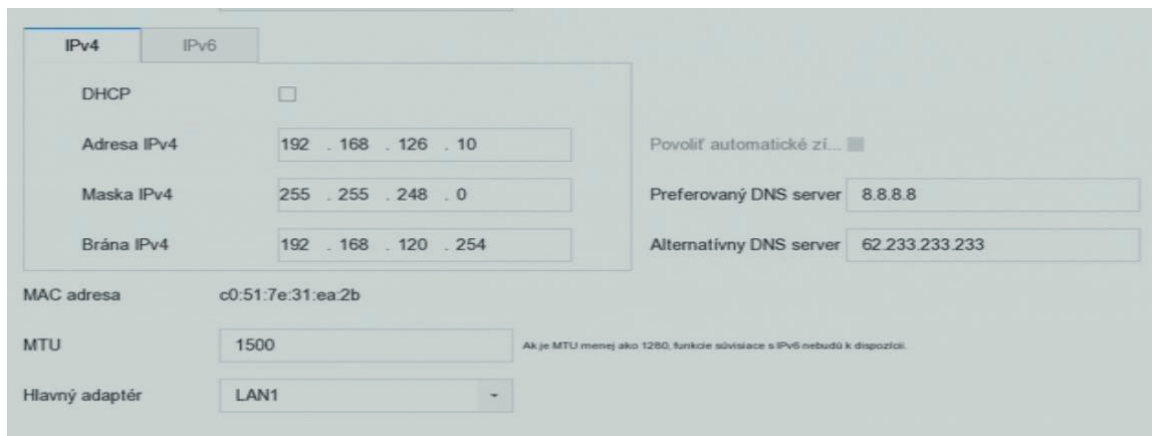 IPv4 IPv6
DHCP
Adresa IPv4 192 . 168 . 126 . 10 Povoliť automatické zí...
Maska IPv4 255 . 255 . 248 . 0 Preferovaný DNS server 8.8.8.8
Brána IPv4 192 . 168 . 120 . 254 Alternatívny DNS server 62.233.233.233
MAC adresa c0:51:7e:31:ea:2b
MTU 1500 Ak je MTU menej ako 1280, funkcie súvisiace s IPv6 nebudú k dispozícii.
Hlavný adaptér LAN1